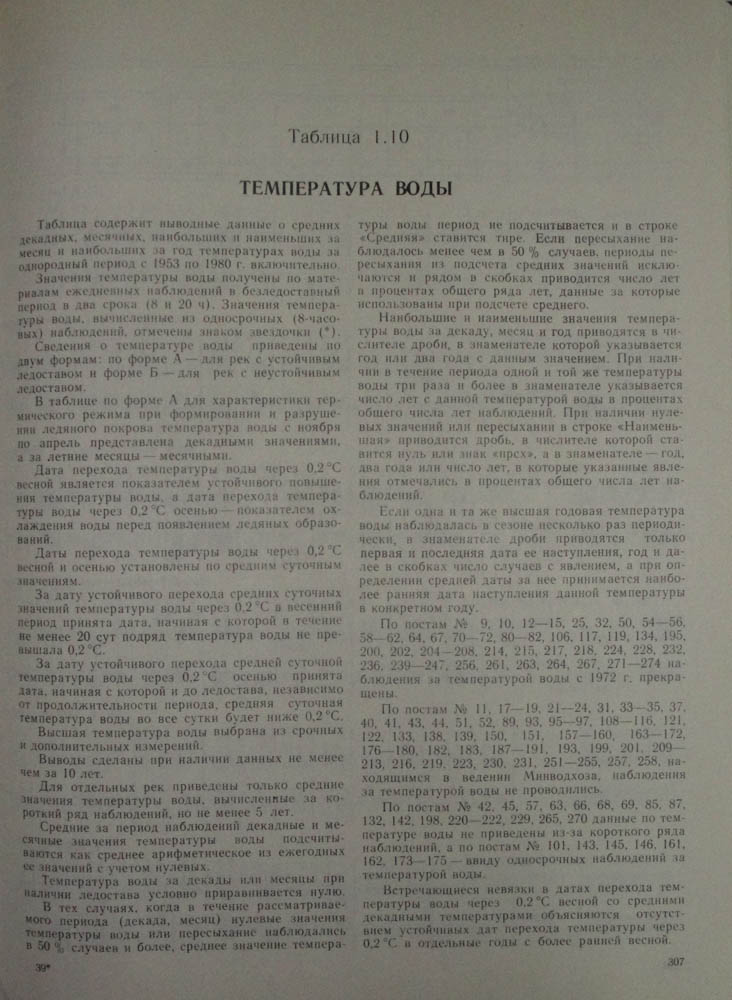 Таблица 1.10
ТЕМПЕРАТУРА ВОДЫ
Таблица содержит выводные данные о средних
декадных, месячных, наибольших и наименьших за
месяц и наибольших за год температурах воды за
однородный период с 1953 по 1980 г. включительно.
Значения температуры воды получены по мате-
риалам ежедневных наблюдений в безледоставный
период в два срока (8 и 20 ч). Значения темпера-
туры воды, вычисленные из односрочных (8-часо-
вых) наблюдений, отмечены знаком звездочки (*).
Сведения о температуре воды приведены по
двум формам: по форме А — для рек с устойчивым
ледоставом и форме Б — для рек с неустойчивым
ледоставом.
В таблице по форме А для характеристики тер-
мического режима при формировании и разруше-
нии ледяного покрова температура воды с ноября
по апрель представлена декадными значениями,
а за летние месяцы — месячными.
Дата перехода температуры воды через 0,2 °С
весной является показателем устойчивого повыше-
ния температуры воды, а дата перехода темпера-
туры воды через 0,2 °С осенью — показателем ох-
лаждения воды перед появлением ледяных образо-
ваний.
Даты перехода температуры воды через 0,2 °С
весной и осенью установлены по средним суточным
значениям.
За дату устойчивого перехода средних суточных
значений температуры воды через 0,2 °С в весенний
период принята дата, начиная с которой в течение
не менее 20 сут подряд температура воды не пре-
вышала 0,2 °С.
За дату устойчивого перехода средней суточной
температуры воды через 0,2 °С осенью принята
дата, начиная с которой и до ледостава, независимо
от продолжительности периода, средняя суточная
температура воды во все сутки будет ниже 0,2 °С.
Высшая температура воды выбрана из срочных
и дополнительных измерений.
Выводы сделаны при наличии данных не менее
чем за 10 лет.
Для отдельных рек приведены только средние
значения температуры воды, вычисленные за ко-
роткий ряд наблюдений, но не менее 5 лет.
Средние за период наблюдений декадные и ме-
сячные значения температуры воды подсчиты-
ваются как среднее арифметическое из ежегодных
ее значений с учетом нулевых.
Температура воды за декады или месяцы при
наличии ледостава условно приравнивается нулю.
В тех случаях, когда в течение рассматривае-
мого периода (декада, месяц) нулевые значения
температуры воды или пересыхание наблюдались
в 50 % случаев и более, среднее значение темпера-
39*
туры воды период не подсчитывается и в строке
«Средняя» ставится тире. Если пересыхание на-
блюдалось менее чем в 50 % случаев, периоды пе-
ресыхания из подсчета средних значений исклю-
чаются и рядом в скобках приводится число лет
в процентах общего ряда лет, данные за которые
использованы при подсчете среднего.
Наибольшие и наименьшие значения темпера-
туры воды за декаду, месяц и год приводятся в чи-
слителе дроби, в знаменателе которой указывается
год или два года с данным значением. При нали-
чии в течение периода одной и той же температуры
воды три раза и более в знаменателе указывается
число лет с данной температурой воды в процентах
общего числа лет наблюдений. При наличии нуле-
вых значений или пересыхании в строке «Наимень-
шая» приводится дробь, в числителе которой ста-
вится нуль или знак «прсх», а в знаменателе — год,
два года или число лет, в которые указанные явле-
ния отмечались в процентах общего числа лет на-
блюдений.
Если одна и та же высшая годовая температура
воды наблюдалась в сезоне несколько раз периоди-
чески, в знаменателе дроби приводятся только
первая и последняя дата ее наступления, год и да-
лее в скобках число случаев с явлением, а при оп-
ределении средней даты за нее принимается наибо-
лее ранняя дата наступления данной температуры
в конкретном году.
По постам № 9, 10, 12—15, 25, 32, 50, 54—56,
58—62, 64, 67, 70—72, 80—82, 106, 117, 119, 134, 195,
200, 202, 204—208, 214, 215, 217, 218, 224, 228, 232,
236, 239—247, 256, 261, 263, 264, 267, 271—274 на-
блюдения за температурой воды с 1972 г. прекра-
щены.
По постам № 11, 17—19, 21—24, 31, 33—35, 37,
40, 41, 43, 44, 51, 52, 89, 93, 95—97, 108—116, 121,
122, 133, 138, 139, 150, 151, 157—160, 163—172,
176—180, 182, 183, 187—191, 193, 199, 201, 209—
213, 216, 219, 223, 230, 231, 251—255, 257, 258, на-
ходящимся в ведении Минводхоза, наблюдения
за температурой воды не проводились.
По постам № 42, 45, 57, 63, 66, 68, 69, 85, 87,
132, 142, 198, 220—222, 229, 265, 270 данные по тем-
пературе воды не приведены из-за короткого ряда
наблюдений, а по постам № 101, 143, 145, 146, 161,
162, 173—175 — ввиду односрочных наблюдений за
температурой воды.
Встречающиеся невязки в датах перехода тем-
пературы воды через 0,2 °С весной со средними
декадными температурами объясняются отсутст-
вием устойчивых дат перехода температуры через
0,2 °С в отдельные годы с более ранней весной.
307